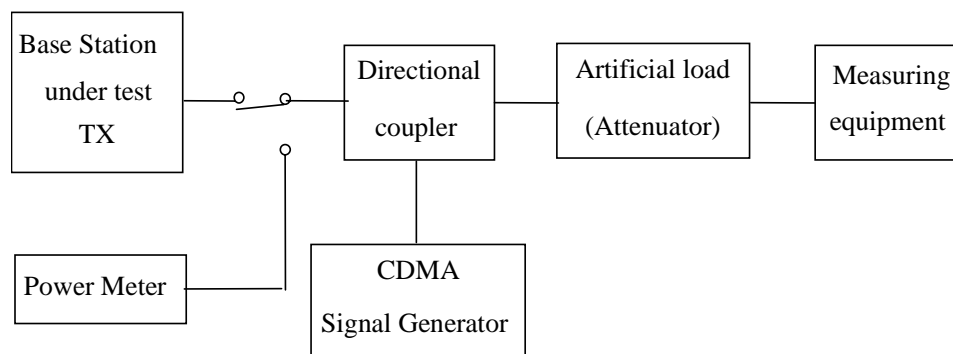 Base Station
under test
TX
Directional
coupler
Artificial load
(Attenuator)
Measuring
equipment
Power Meter
CDMA
Signal Generator